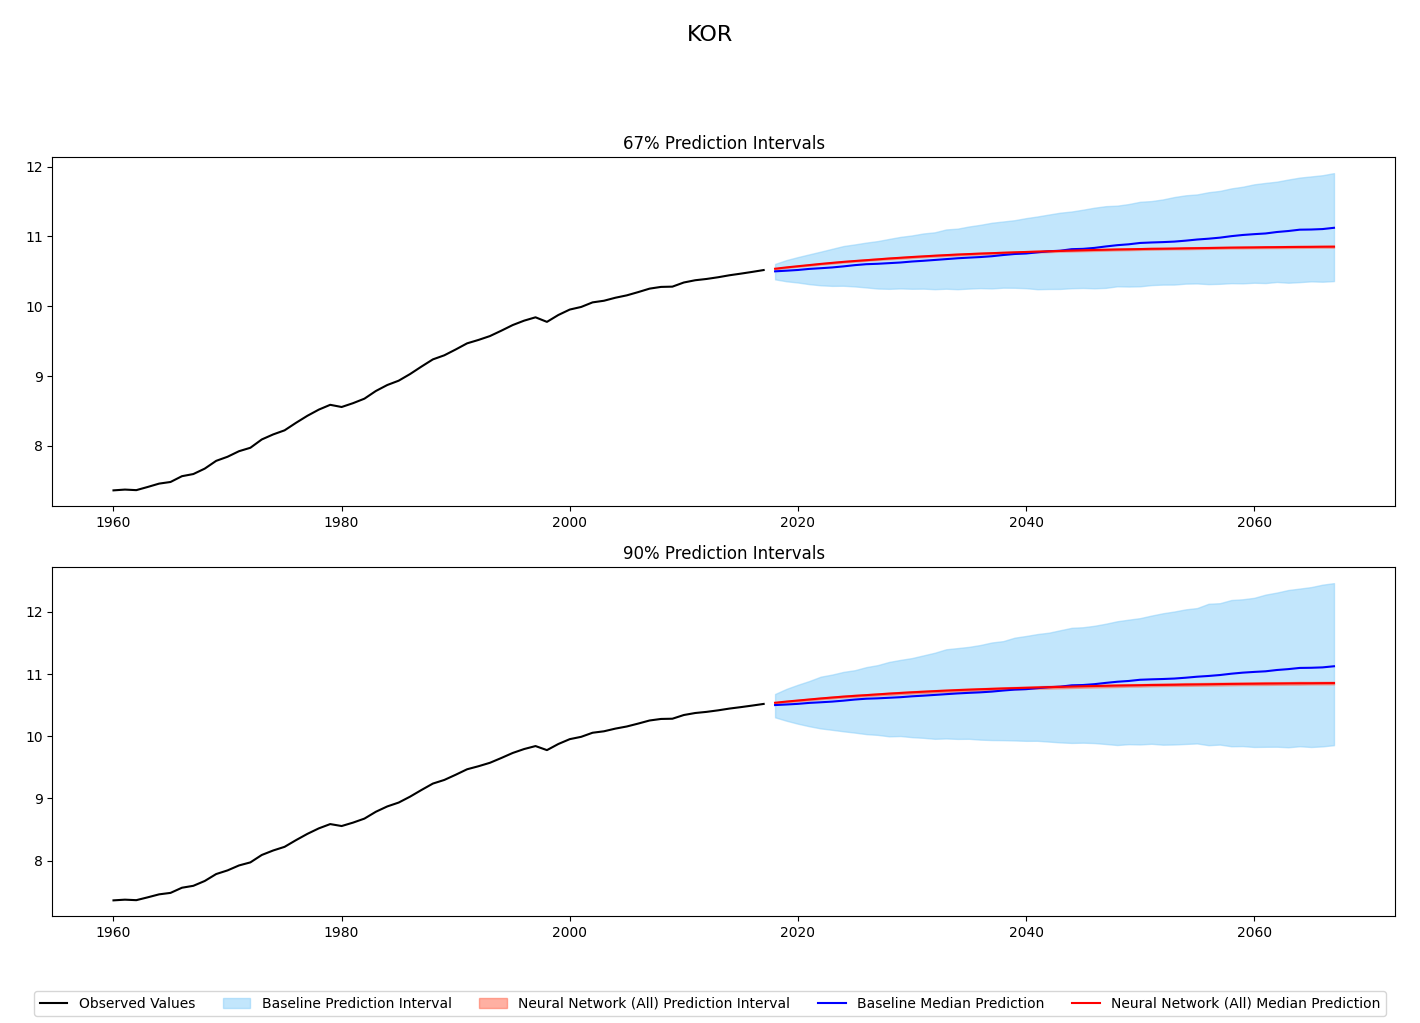 KOR
67% Prediction Intervals
12
11
10
9
8
1960 1980 2000 2020 2040 2060
90% Prediction Intervals
12
11
10
9
8
1960 1980 2000 2020 2040 2060
Observed Values Baseline Prediction Interval Neural Network (All) Prediction Interval Baseline Median Prediction Neural Network (All) Median Prediction